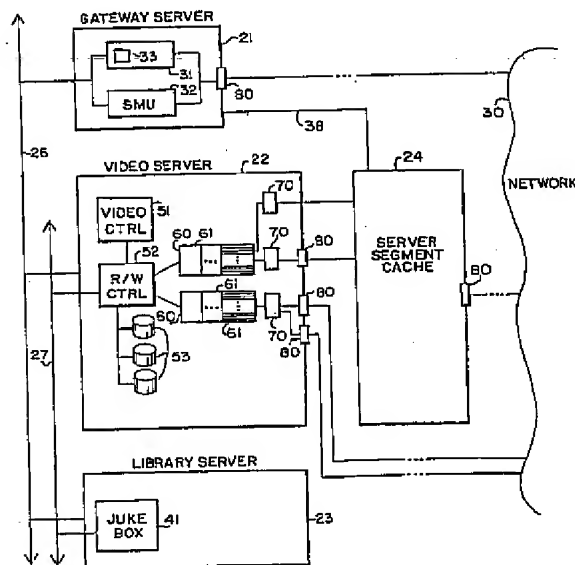 GATEWAY SERVER
21
33
31
32
SMU
80
30
26
38
VIDEO SERVER
22
24
NETWORK
70
VIDEO
CTRL
51
60
61
52
R/W
CTRL
70
80
SERVER
SEGMENT
CACHE
80
61
80
60
61
70
80
27
53
LIBRARY SERVER
JUKE
BOX
41
23